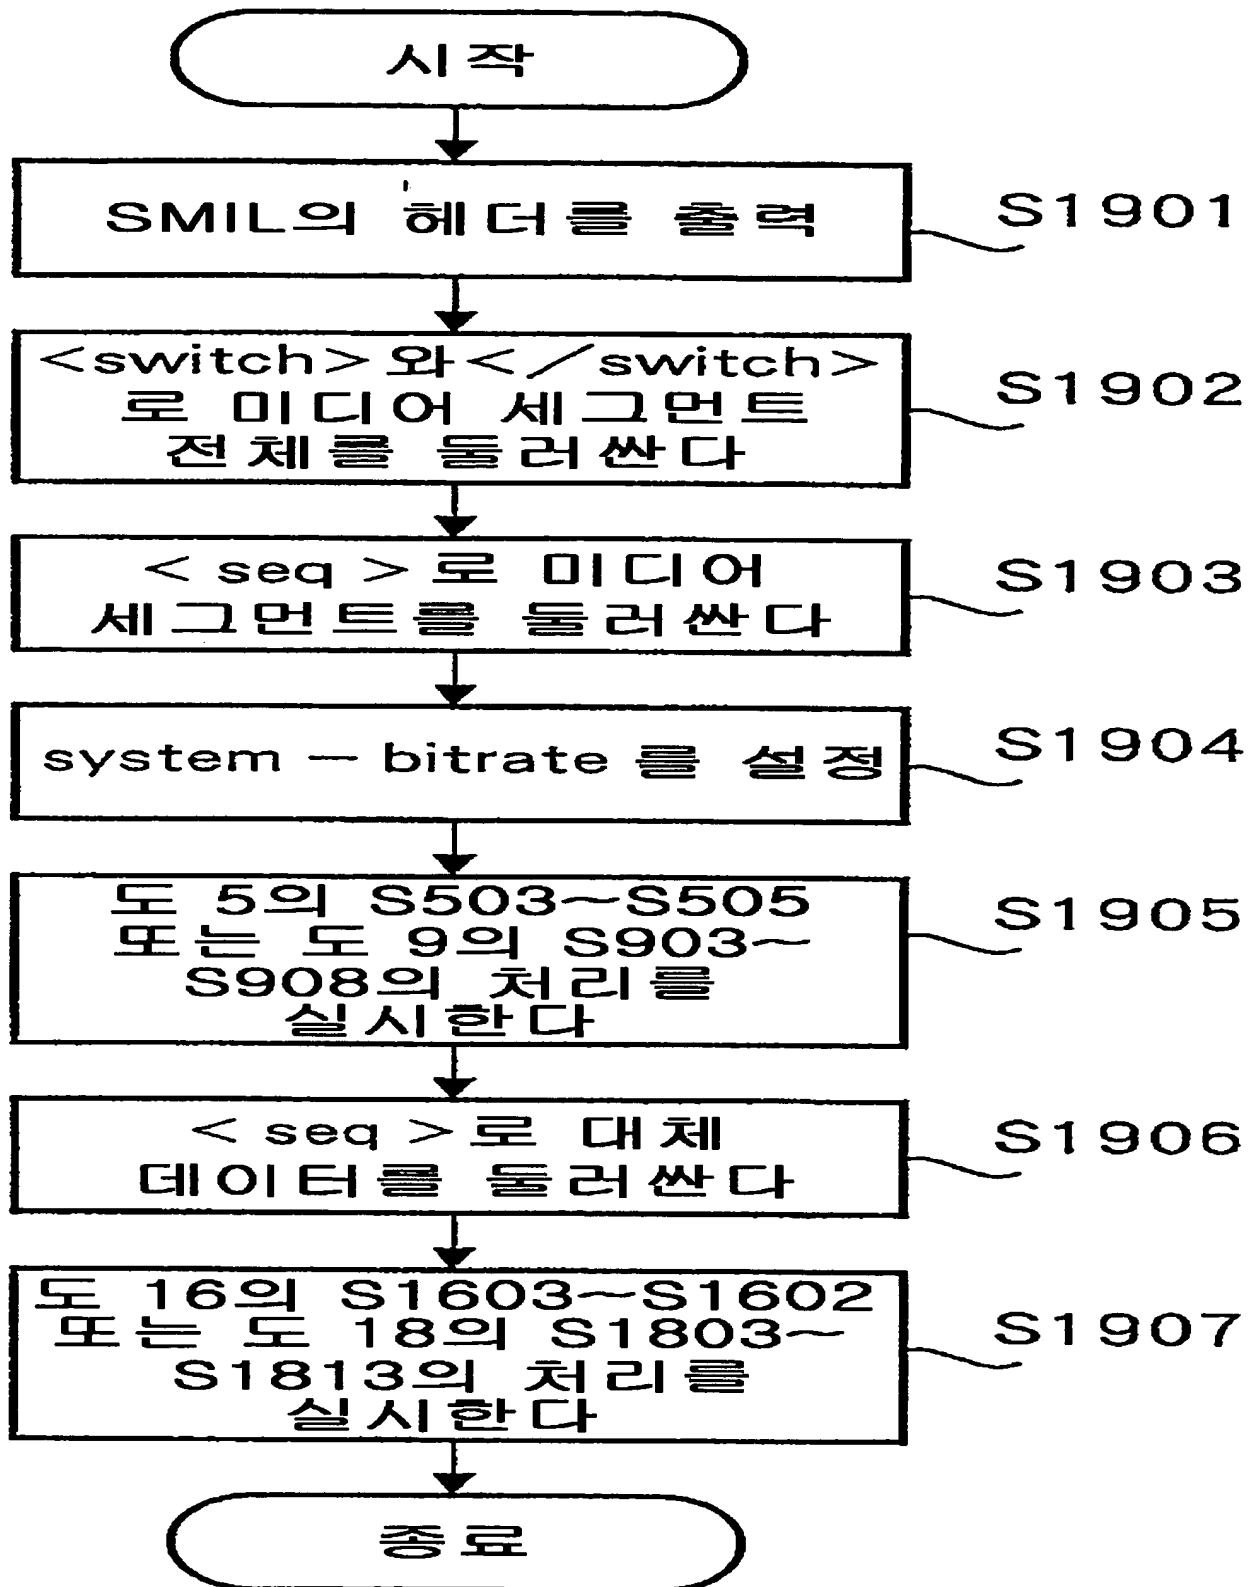 시작
SMIL의 헤더를 출력
S1901
<switch>와</switch>
로 미디어 세그먼트
전체를 둘러싼다
S1902
<seq>로 미디어
세그먼트를 둘러싼다
S1903
system-bitrate를 설정
S1904
도 5의 S503~S505
또는 도 9의 S903~
S908의 처리를
실시한다
S1905
<seq>로 대체
데이터를 둘러싼다
S1906
도 16의 S1603~S1602
또는 도 18의 S1803~
S1813의 처리를
실시한다
S1907
종료